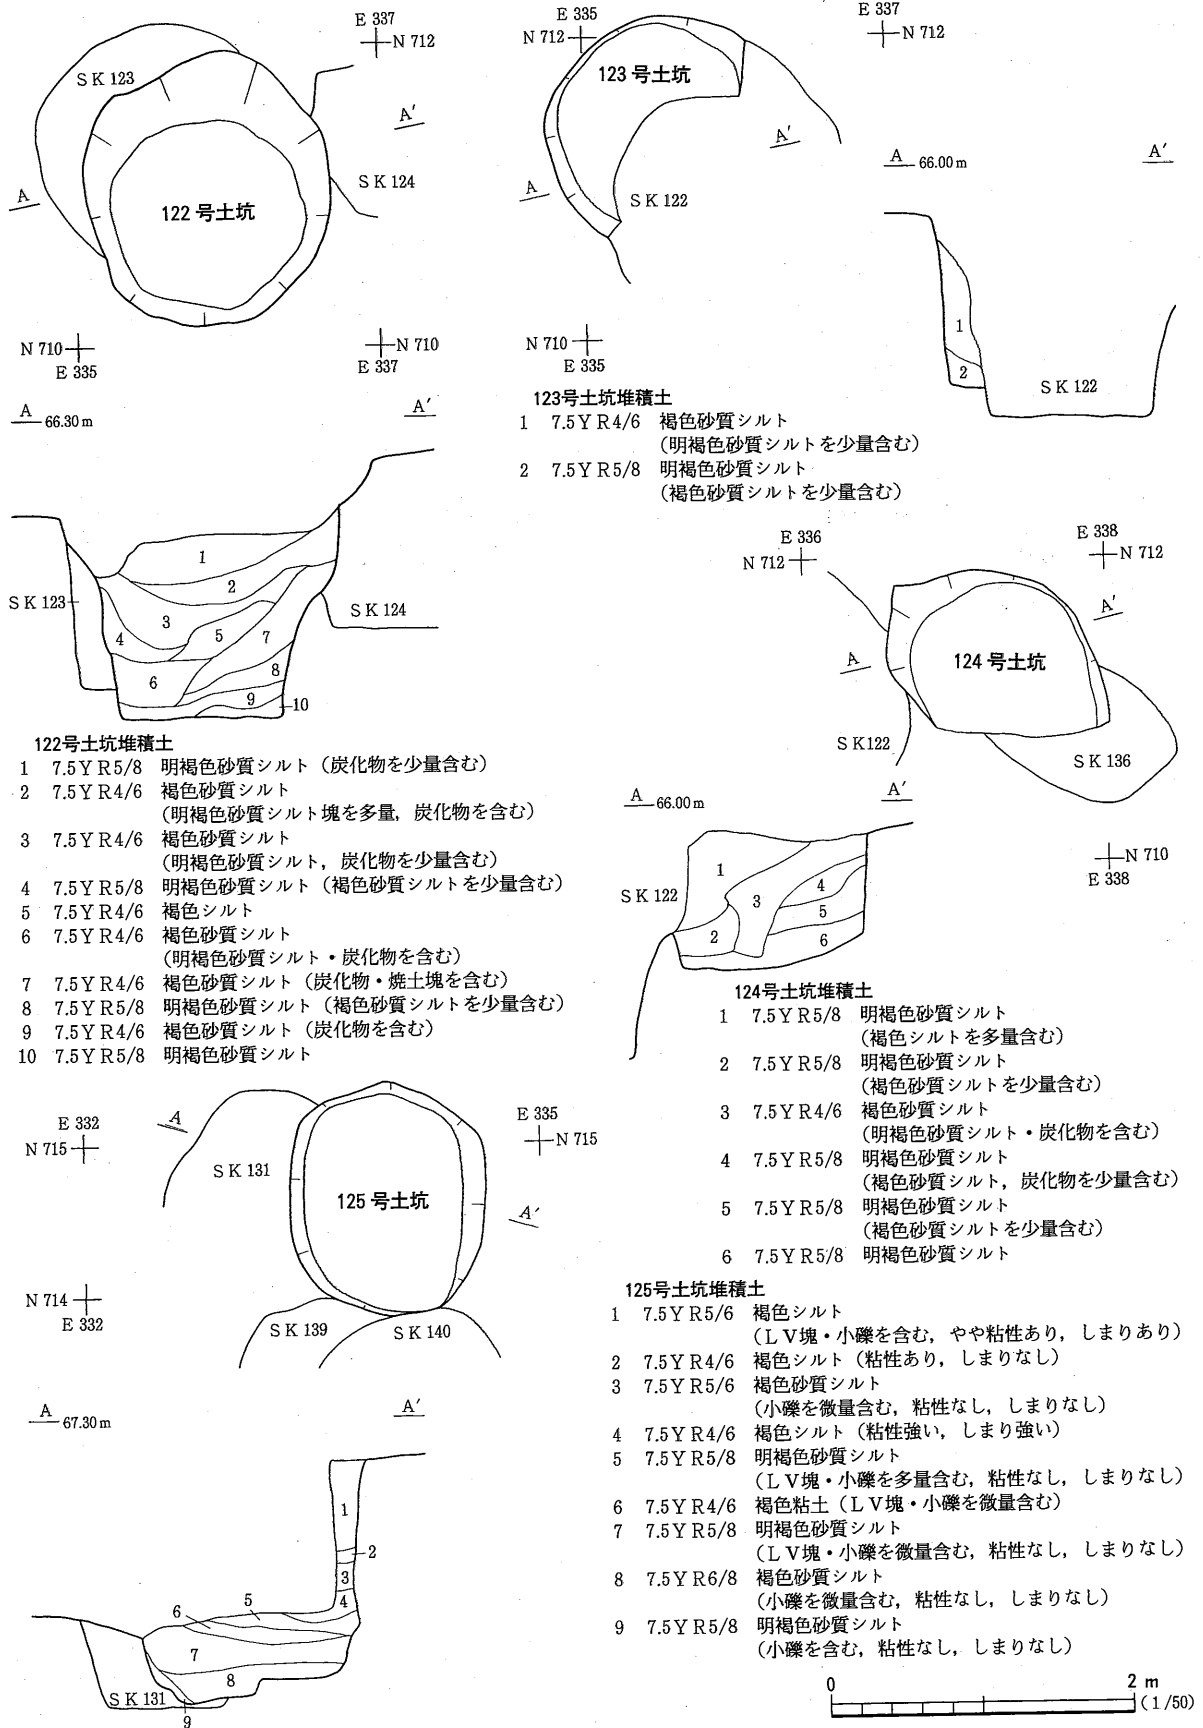 E 337
N 712
SK 123
A′
SK 124
A
122 号土坑
N 710
E 335
N 710
E 337
A 66.30 m
A′
1
2
3
4
5
6
7
8
9
10
SK 123
SK 124
122号土坑堆積土
1 7.5YR5/8 明褐色砂質シルト（炭化物を少量含む）
2 7.5YR4/6 褐色砂質シルト
（明褐色砂質シルト塊を多量，炭化物を含む）
3 7.5YR4/6 褐色砂質シルト
（明褐色砂質シルト，炭化物を少量含む）
4 7.5YR5/8 明褐色砂質シルト（褐色砂質シルトを少量含む）
5 7.5YR4/6 褐色シルト
6 7.5YR4/6 褐色砂質シルト
（明褐色砂質シルト・炭化物を含む）
7 7.5YR4/6 褐色砂質シルト（炭化物・焼土塊を含む）
8 7.5YR5/8 明褐色砂質シルト（褐色砂質シルトを少量含む）
9 7.5YR4/6 褐色砂質シルト（炭化物を含む）
10 7.5YR5/8 明褐色砂質シルト
E 335
N 712
123 号土坑
A′
A
SK 122
N 710
E 335
E 337
N 712
A 66.00 m
A′
1
2
SK 122
123号土坑堆積土
1 7.5YR4/6 褐色砂質シルト
（明褐色砂質シルトを少量含む）
2 7.5YR5/8 明褐色砂質シルト
（褐色砂質シルトを少量含む）
E 336
N 712
E 338
N 712
A′
A
124 号土坑
SK122
SK 136
N 710
E 338
A 66.00 m
A′
SK 122
1
2
3
4
5
6
124号土坑堆積土
1 7.5YR5/8 明褐色砂質シルト
（褐色シルトを多量含む）
2 7.5YR5/8 明褐色砂質シルト
（褐色砂質シルトを少量含む）
3 7.5YR4/6 褐色砂質シルト
（明褐色砂質シルト・炭化物を含む）
4 7.5YR5/8 明褐色砂質シルト
（褐色砂質シルト，炭化物を少量含む）
5 7.5YR5/8 明褐色砂質シルト
（褐色砂質シルトを少量含む）
6 7.5YR5/8 明褐色砂質シルト
E 332
N 715
A
E 335
N 715
SK 131
125 号土坑
A′
N 714
E 332
SK 139
SK 140
A 67.30 m
A′
1
2
3
4
5
6
7
8
9
SK 131
125号土坑堆積土
1 7.5YR5/6 褐色シルト
（ＬＶ塊・小礫を含む，やや粘性あり，しまりあり）
2 7.5YR4/6 褐色シルト（粘性あり，しまりなし）
3 7.5YR5/6 褐色砂質シルト
（小礫を微量含む，粘性なし，しまりなし）
4 7.5YR4/6 褐色シルト（粘性強い，しまり強い）
5 7.5YR5/8 明褐色砂質シルト
（ＬＶ塊・小礫を多量含む，粘性なし，しまりなし）
6 7.5YR4/6 褐色粘土（ＬＶ塊・小礫を微量含む）
7 7.5YR5/8 明褐色砂質シルト
（ＬＶ塊・小礫を微量含む，粘性なし，しまりなし）
8 7.5YR6/8 褐色砂質シルト
（小礫を微量含む，粘性なし，しまりなし）
9 7.5YR5/8 明褐色砂質シルト
（小礫を含む，粘性なし，しまりなし）
0 2 m
(1/50)